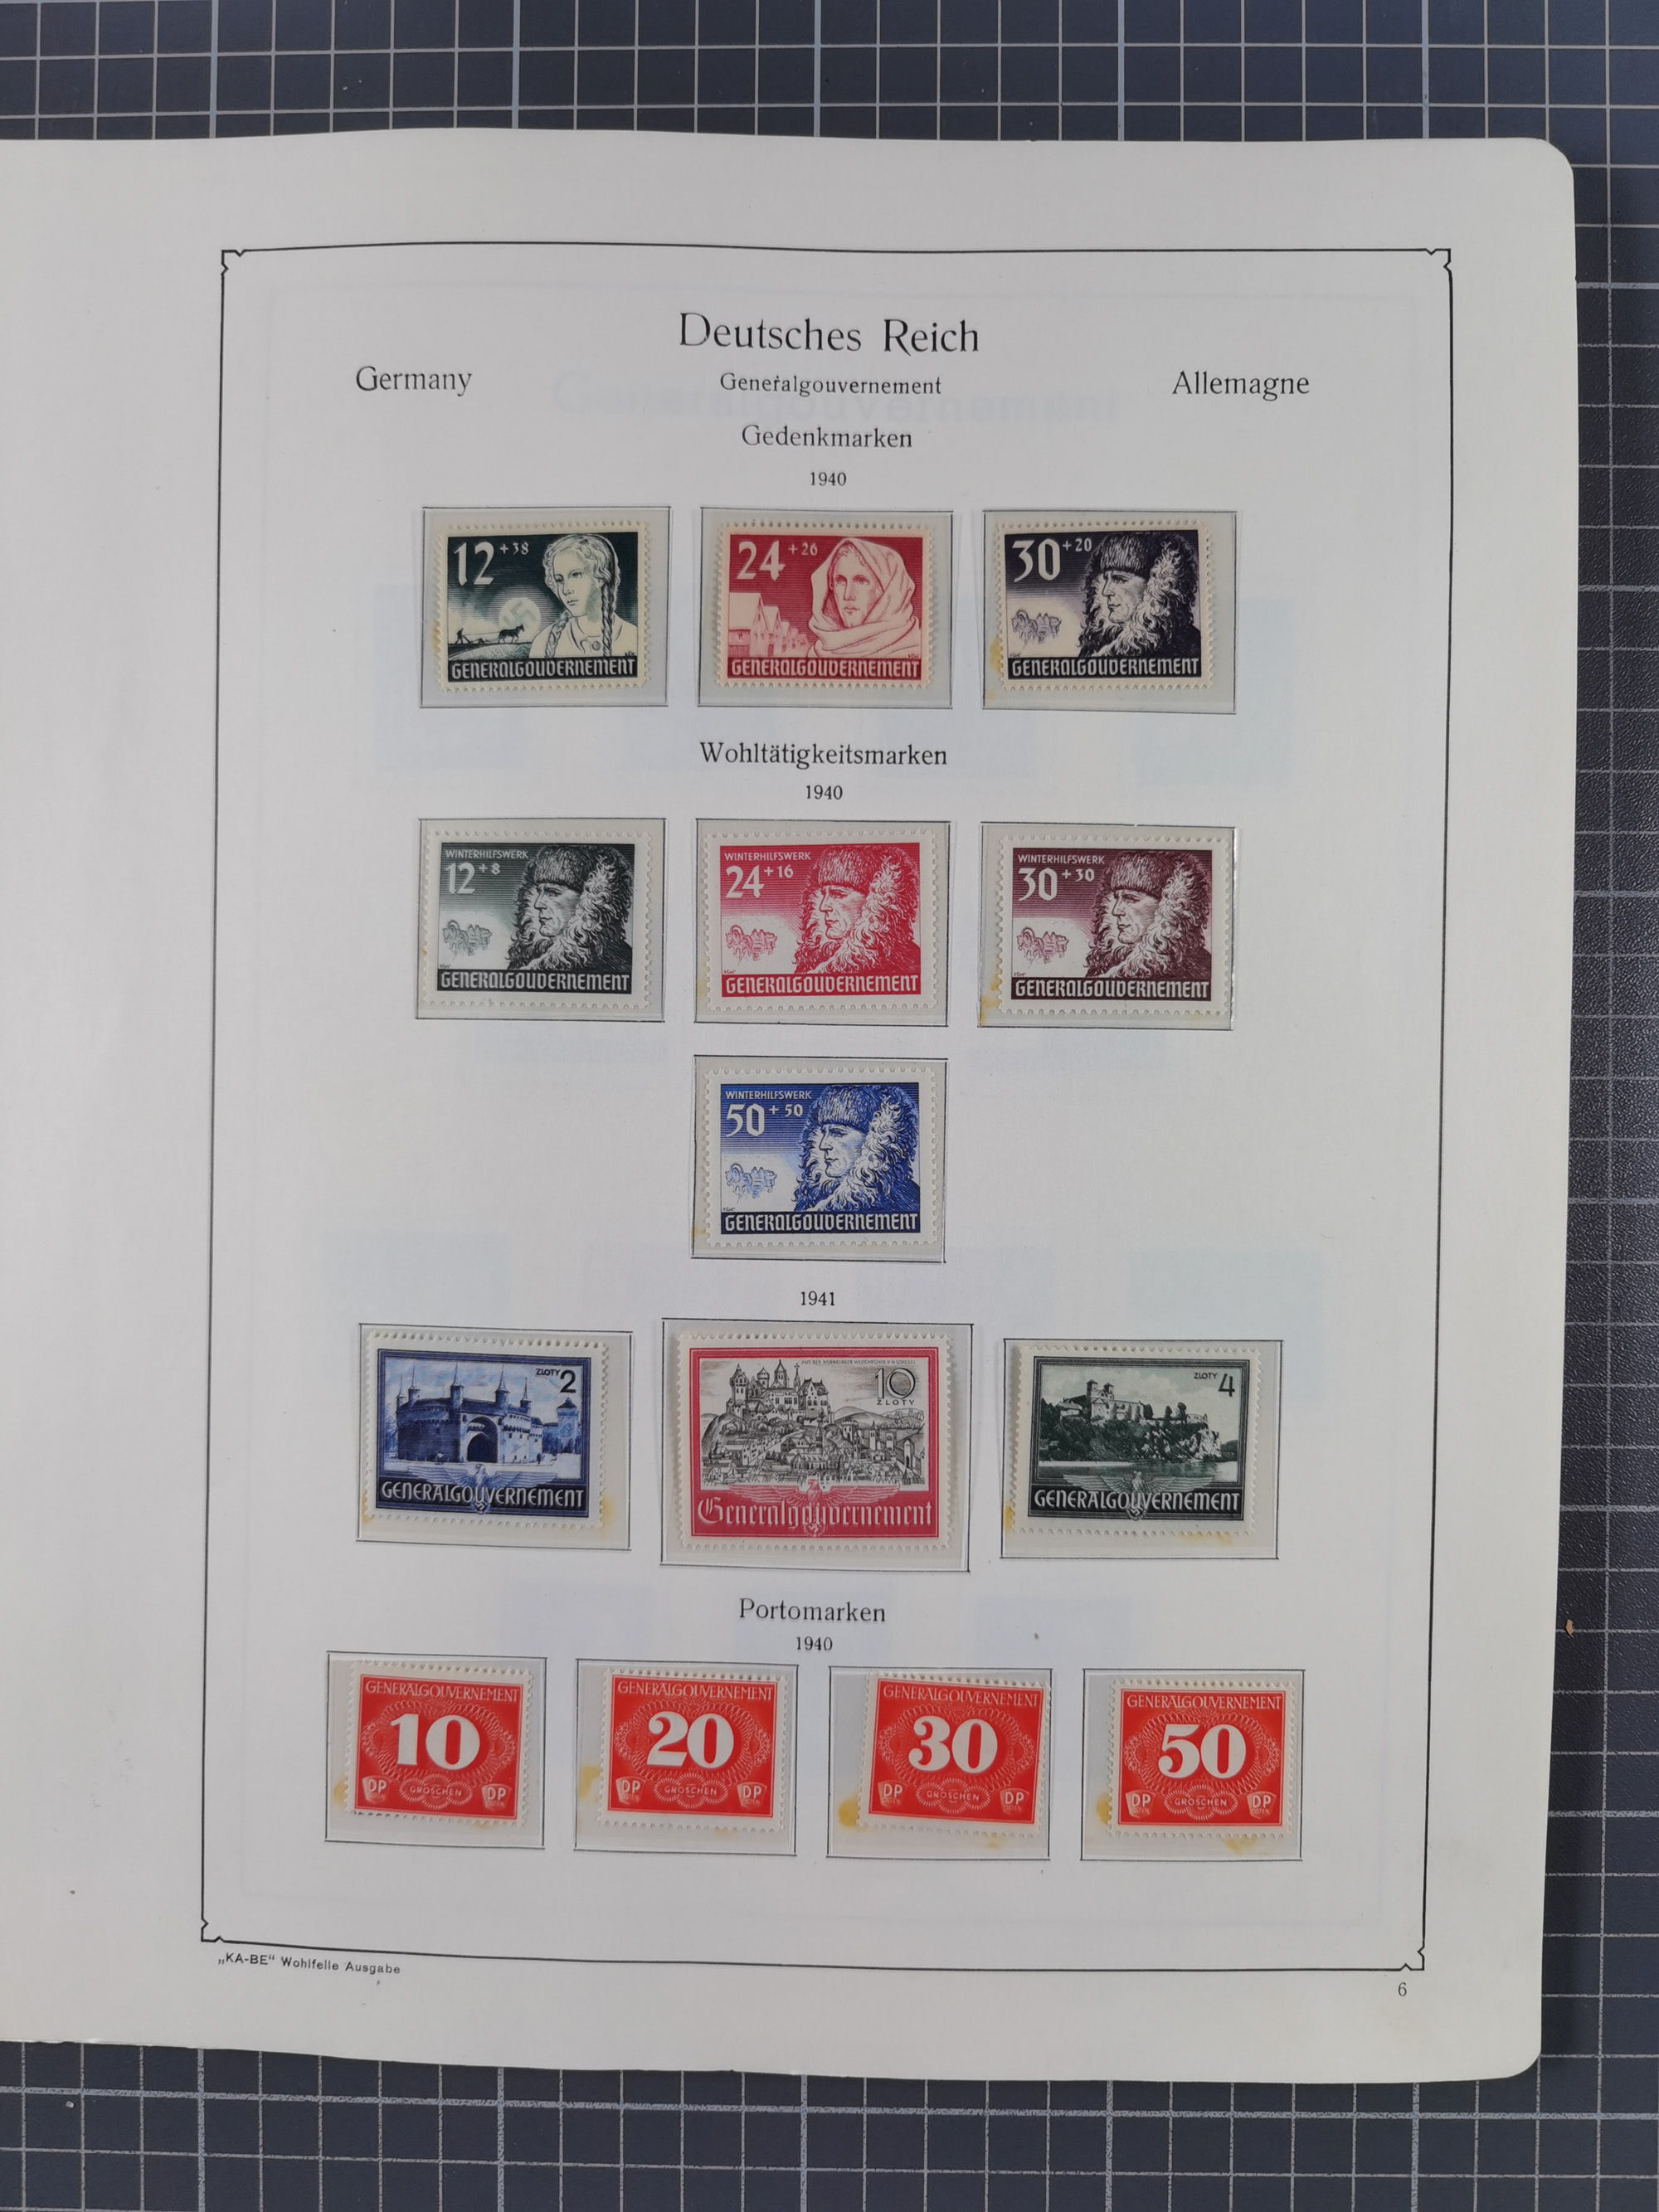 Deutsches Reich
Germany Generalgouvernement Allemagne
Gedenkmarken
1940
12 +38
GENERALGOUVERNEMENT
24 +26
GENERALGOUVERNEMENT
30 +20
GENERALGOUVERNEMENT
Wohltätigkeitsmarken
1940
WINTERHILFSWERK
12 +8
GENERALGOUVERNEMENT
WINTERHILFSWERK
24 +16
GENERALGOUVERNEMENT
WINTERHILFSWERK
30 +30
GENERALGOUVERNEMENT
WINTERHILFSWERK
50 +50
GENERALGOUVERNEMENT
1941
ZLOTY 2
GENERALGOUVERNEMENT
10
ZLOTY
Generalgouvernement
ZLOTY 4
GENERALGOUVERNEMENT
Portomarken
1940
GENERALGOUVERNEMENT
10
DP GROSCHEN DP
GENERALGOUVERNEMENT
20
DP GROSCHEN DP
GENERALGOUVERNEMENT
30
DP GROSCHEN DP
GENERALGOUVERNEMENT
50
DP GROSCHEN DP
„KA-BE" Wohlfeile Ausgabe
6